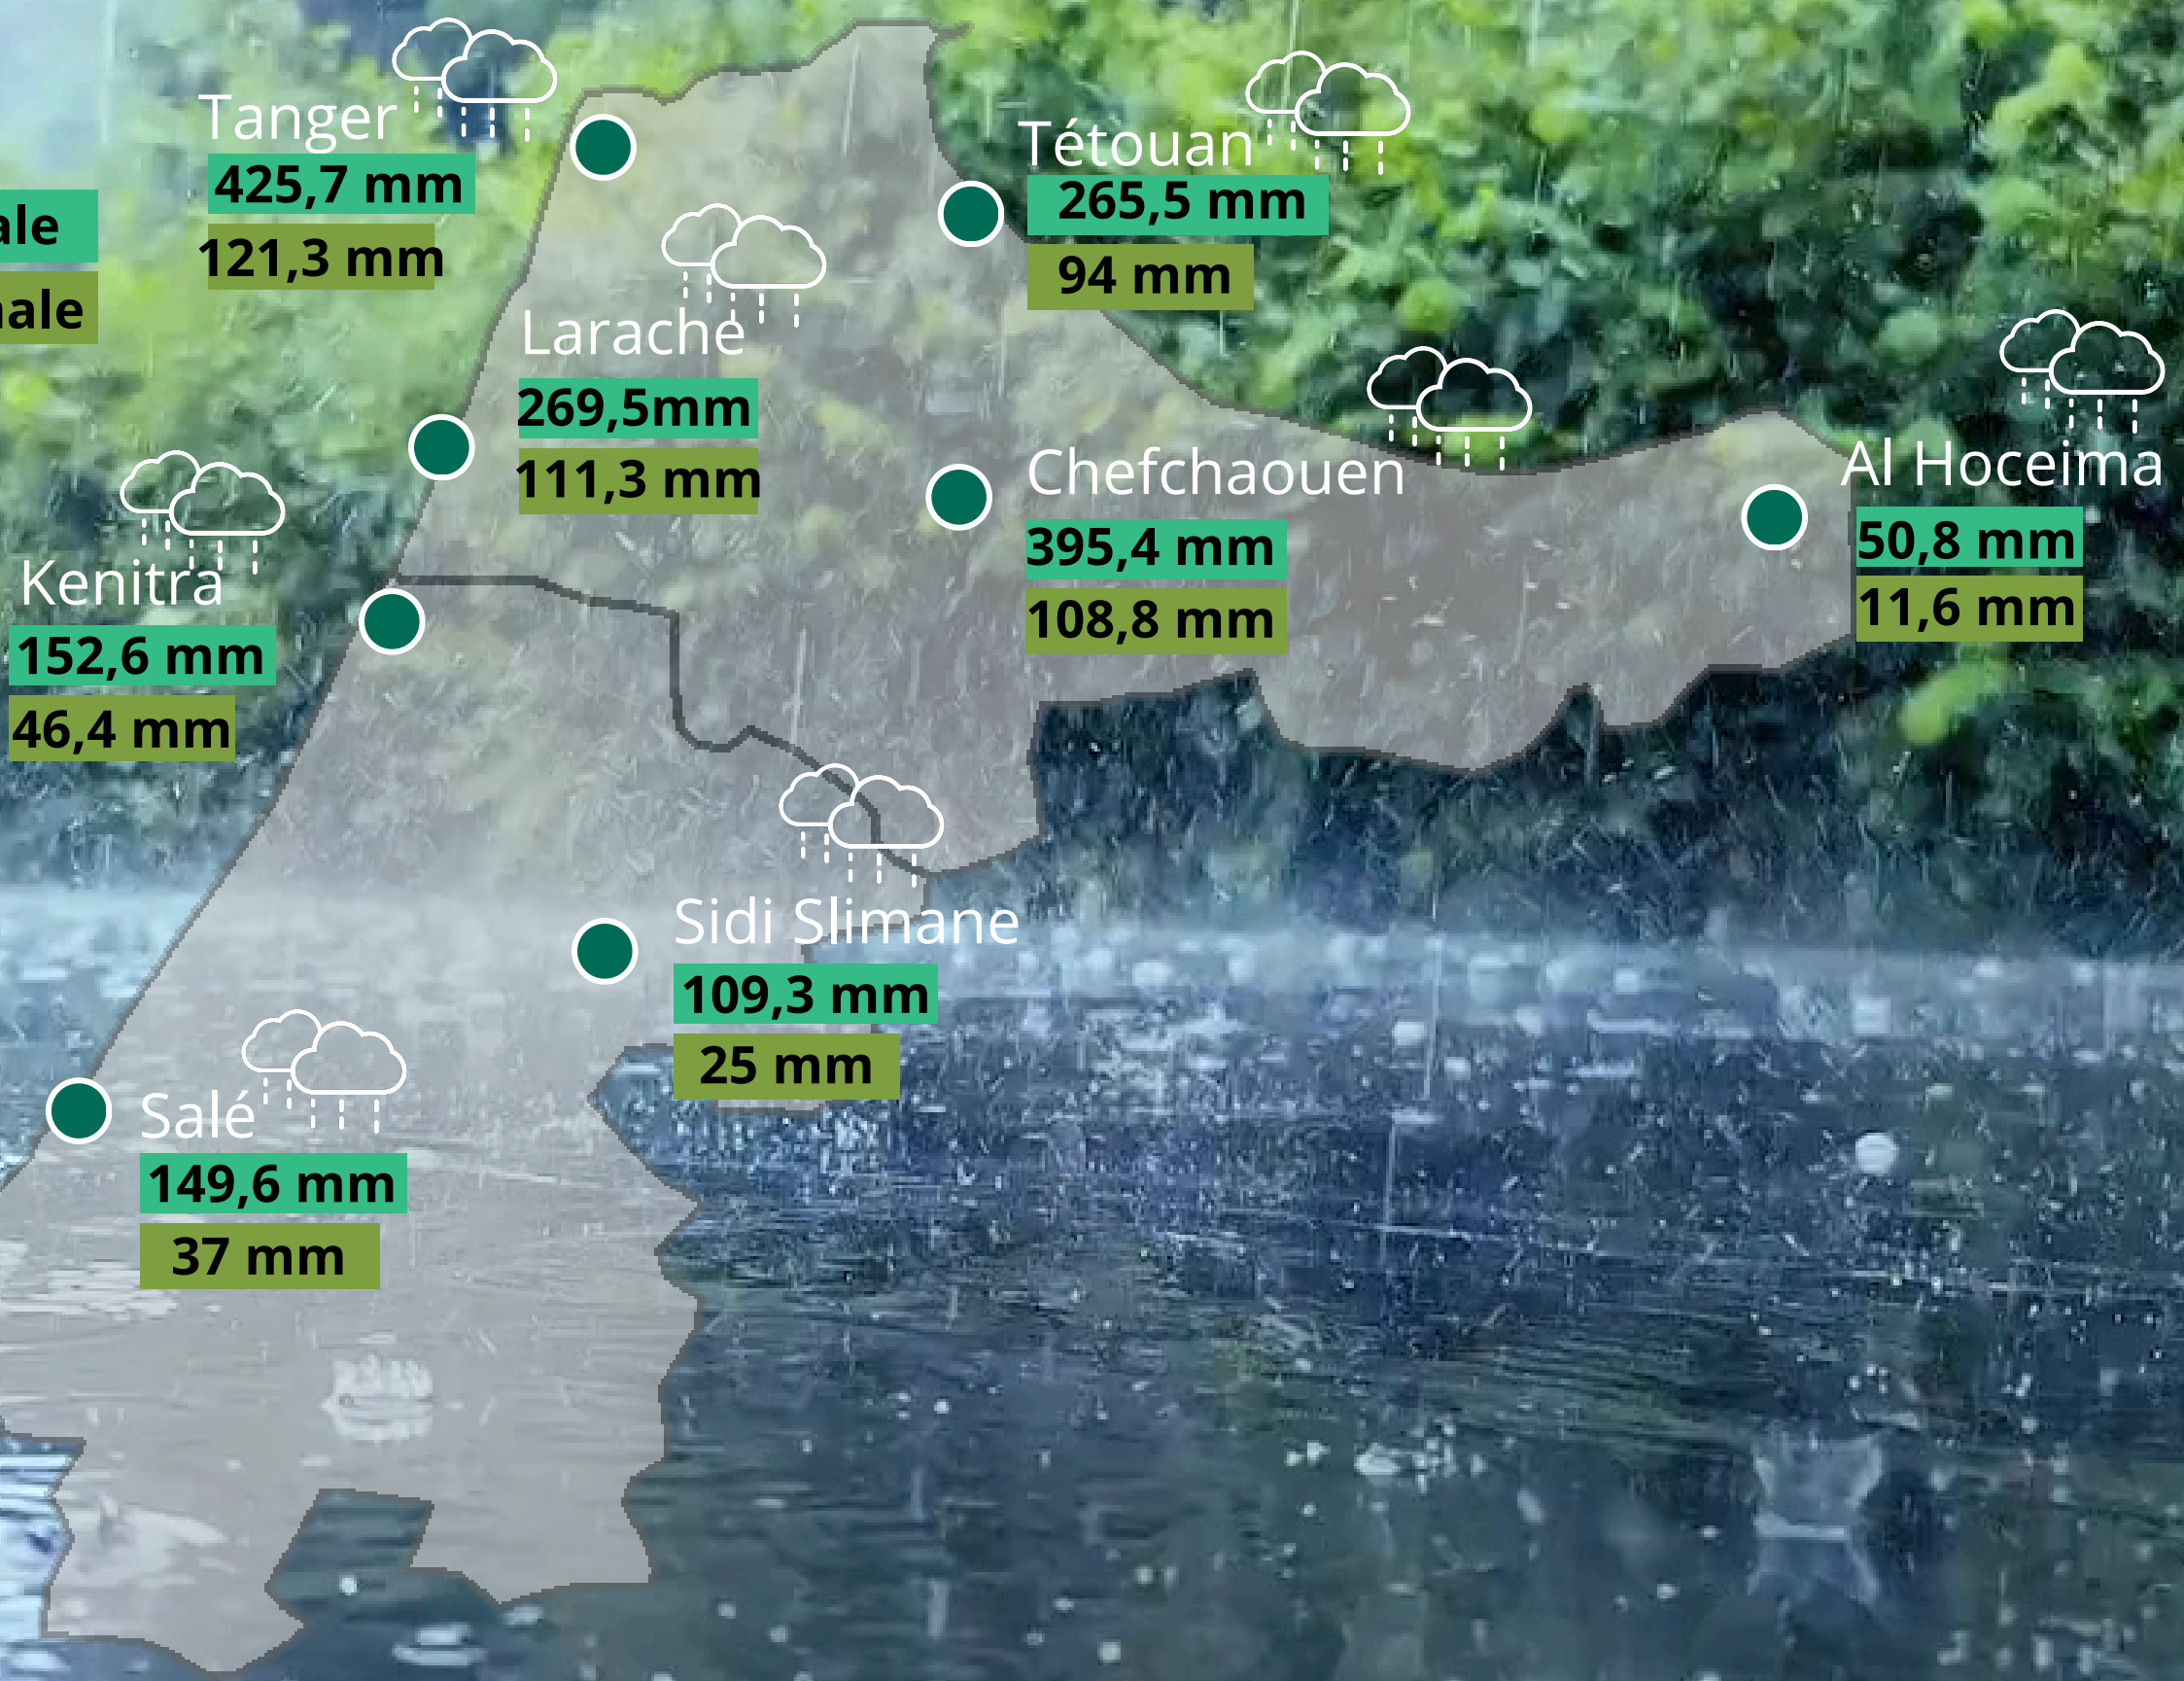 Tanger
425,7 mm
121,3 mm
Tétouan
265,5 mm
94 mm
Larache
269,5mm
111,3 mm
Chefchaouen
395,4 mm
108,8 mm
Al Hoceima
50,8 mm
11,6 mm
Kenitra
152,6 mm
46,4 mm
Sidi Slimane
109,3 mm
25 mm
Salé
149,6 mm
37 mm